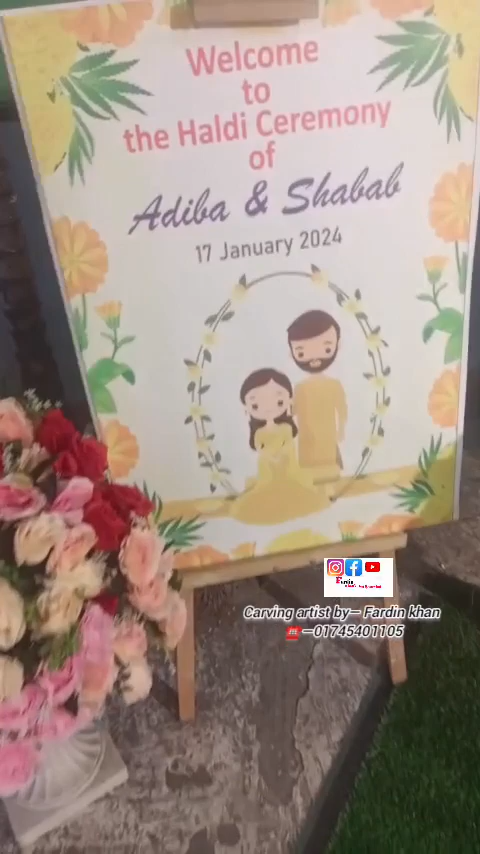 Welcome
to
the Haldi Ceremony
of
Adiba & Shabab
17 January 2024
Carving artist by— Fardin khan
☎️—01745401105